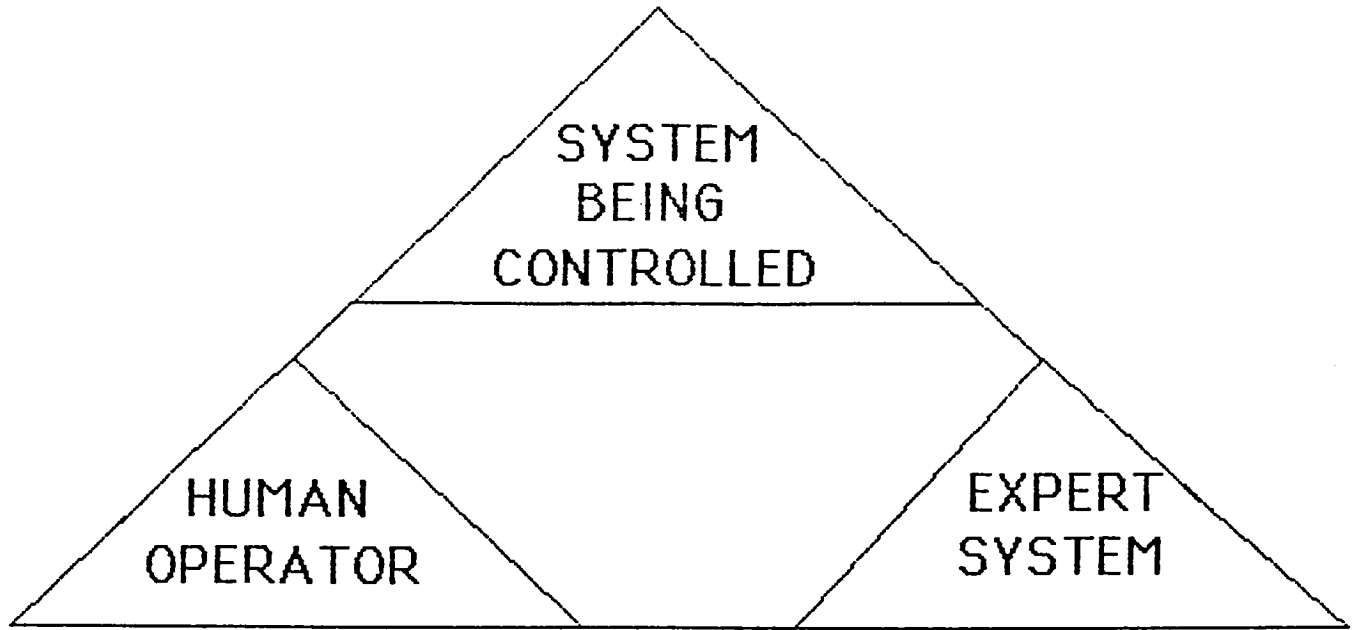 SYSTEM
BEING
CONTROLLED
HUMAN
OPERATOR
EXPERT
SYSTEM